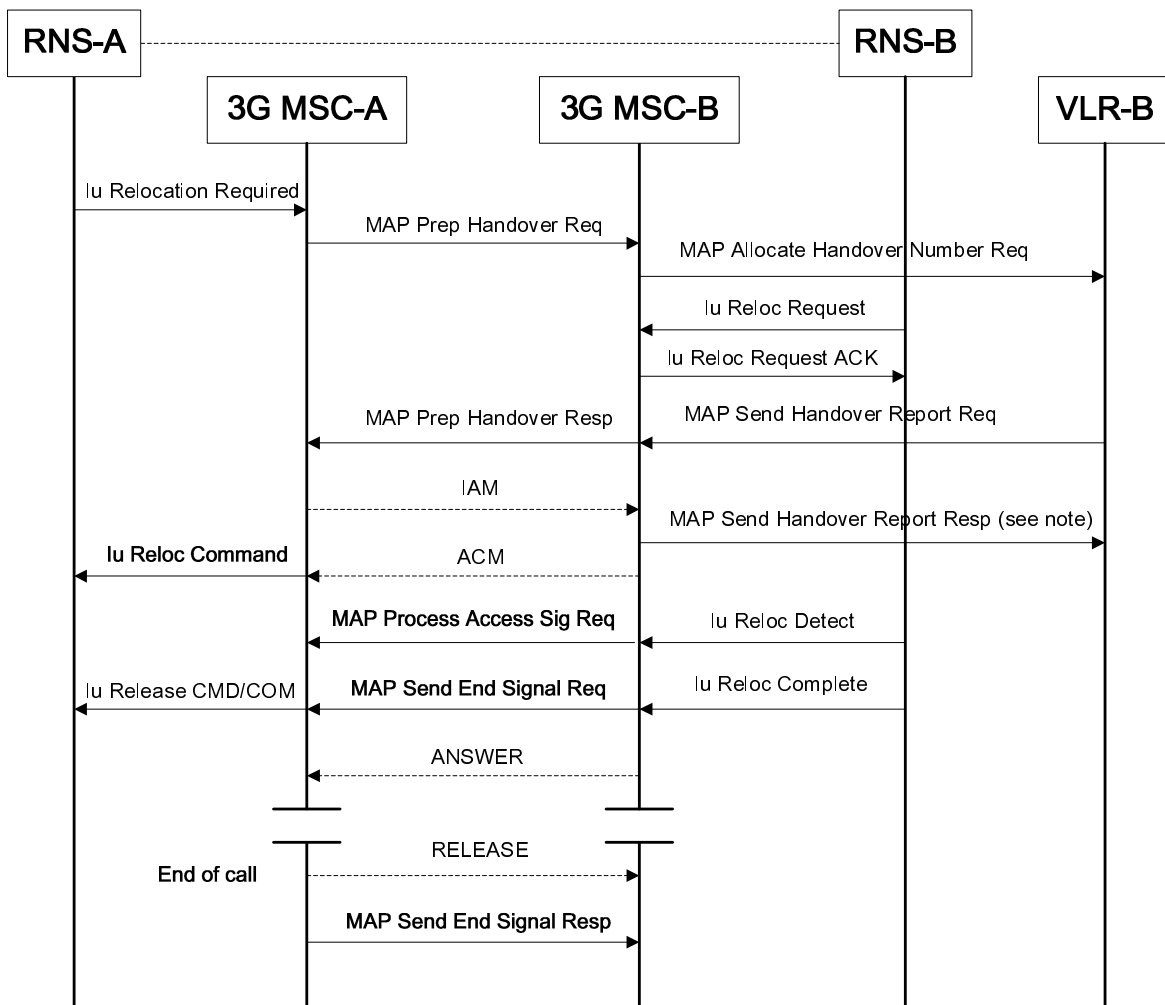 RNS-A
RNS-B
3G MSC-A
3G MSC-B
VLR-B
Iu Relocation Required
MAP Prep Handover Req
MAP Allocate Handover Number Req
Iu Reloc Request
Iu Reloc Request ACK
MAP Prep Handover Resp
MAP Send Handover Report Req
IAM
MAP Send Handover Report Resp (see note)
Iu Reloc Command
ACM
MAP Process Access Sig Req
Iu Reloc Detect
Iu Release CMD/COM
MAP Send End Signal Req
Iu Reloc Complete
ANSWER
RELEASE
End of call
MAP Send End Signal Resp